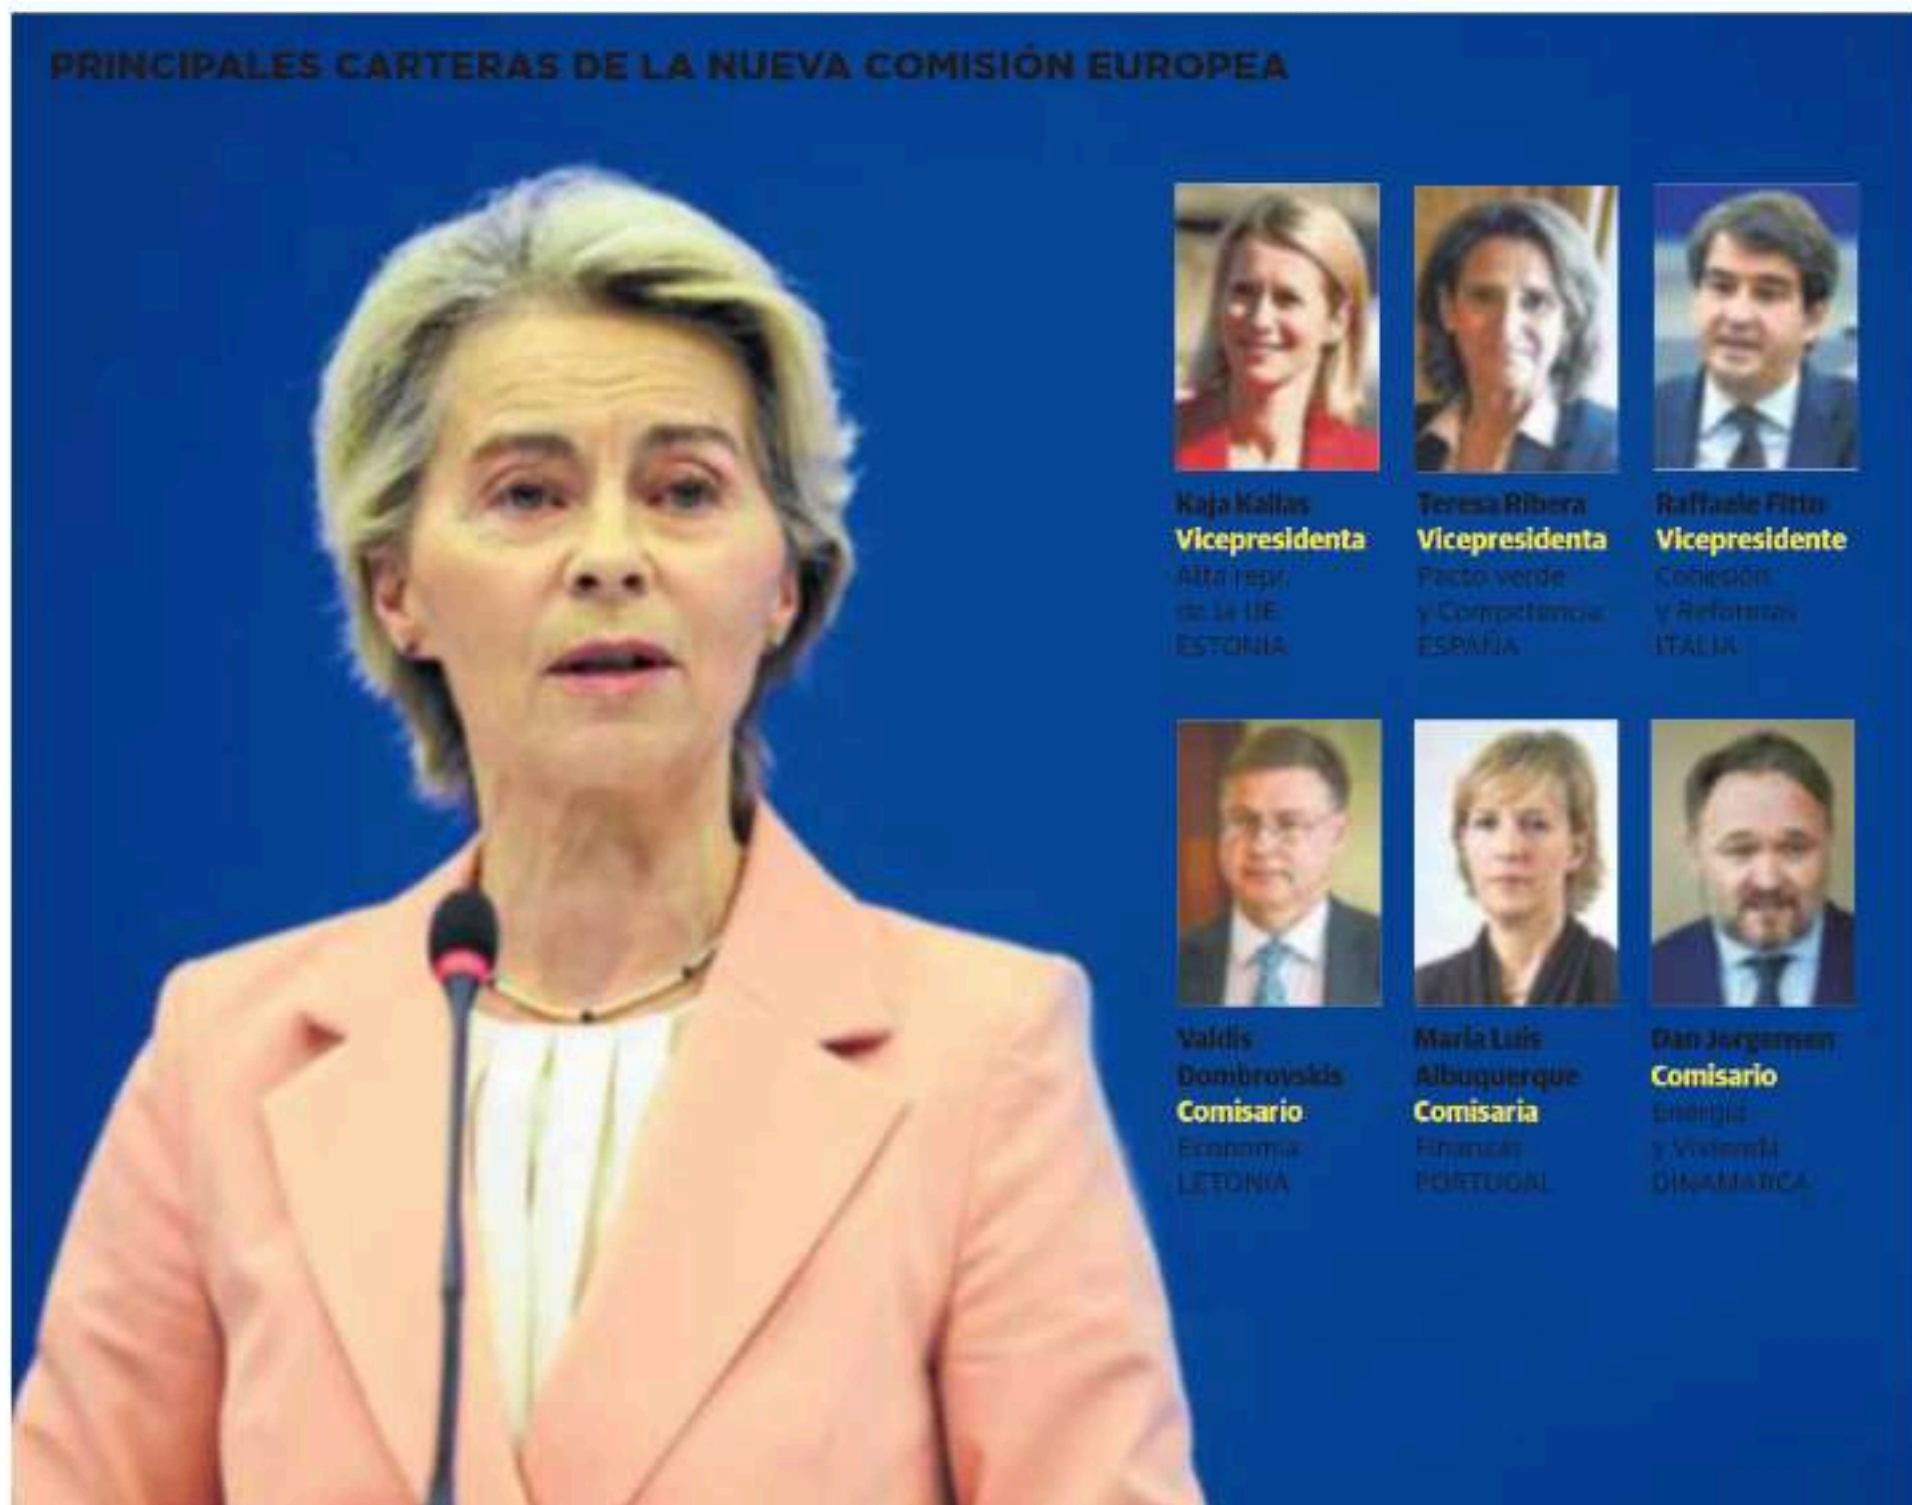 PRINCIPALES CARTERAS DE LA NUEVA COMISIÓN EUROPEA
Kaja Kallas
Vicepresidenta
Alta repr.
de la UE
ESTONIA
Teresa Ribera
Vicepresidenta
Pacto verde
y Competencia
ESPAÑA
Raffaele Fitto
Vicepresidente
Cohesión
y Reformas
ITALIA
Valdis
Dombrovskis
Comisario
Economía
LETONIA
Maria Luís
Albuquerque
Comisaria
Finanzas
PORTUGAL
Dan Jorgensen
Comisario
Energía
y Vivienda
DINAMARCA